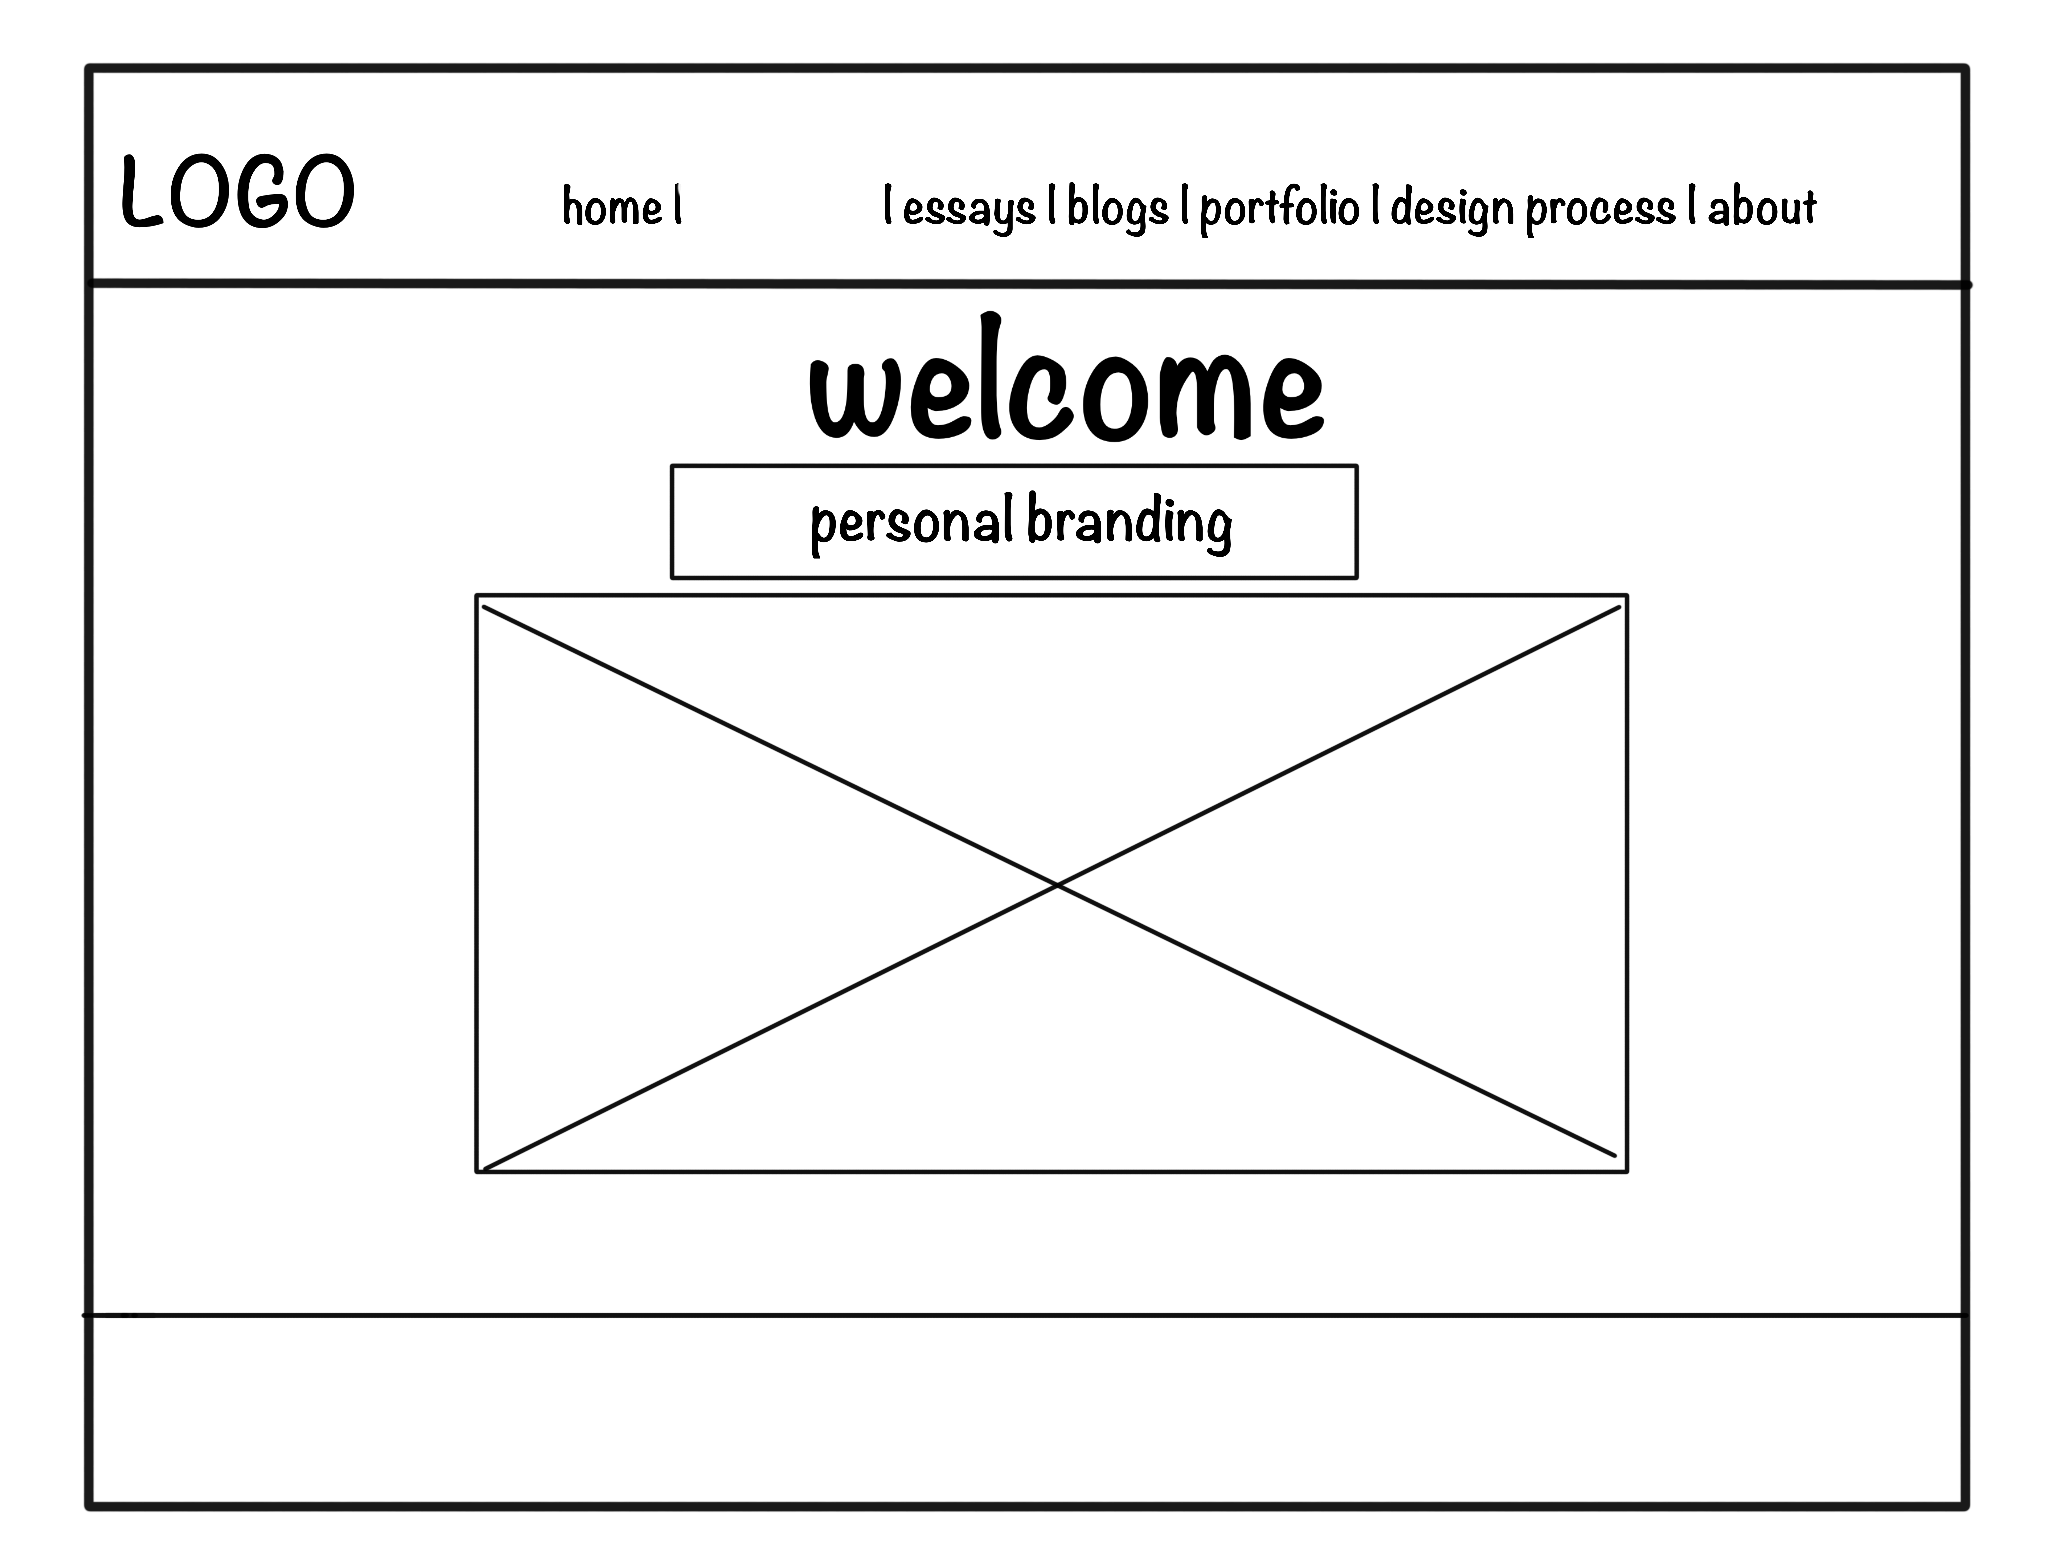 LOGO home | | essays | blogs | portfolio | design process | about
welcome
personal branding